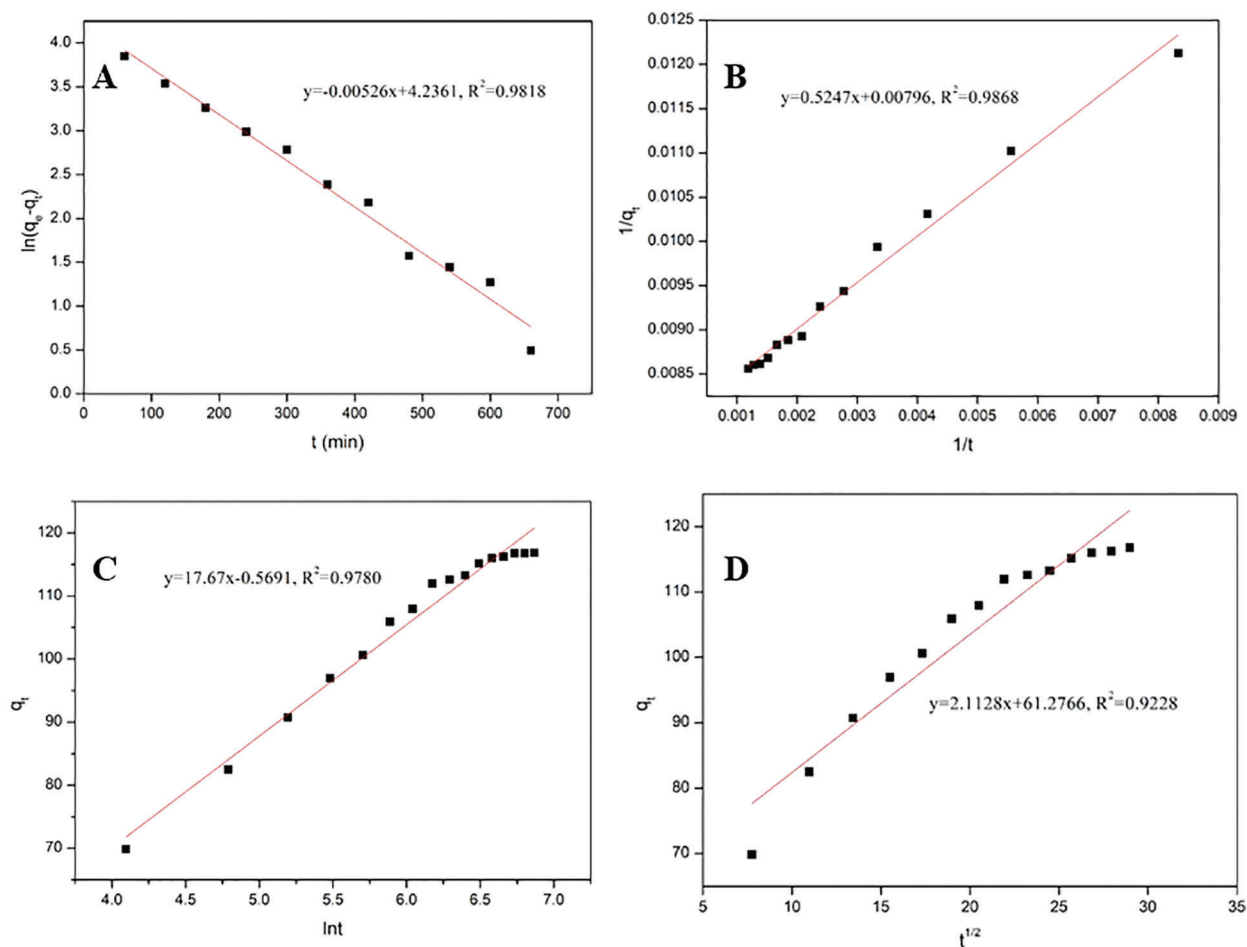 A
y=-0.00526x+4.2361, R²=0.9818
ln(qₑ-qₜ)
4.0
3.5
3.0
2.5
2.0
1.5
1.0
0.5
0.0
0 100 200 300 400 500 600 700
t (min)
B
y=0.5247x+0.00796, R²=0.9868
1/qₜ
0.0125
0.0120
0.0115
0.0110
0.0105
0.0100
0.0095
0.0090
0.0085
0.001 0.002 0.003 0.004 0.005 0.006 0.007 0.008 0.009
1/t
C
y=17.67x-0.5691, R²=0.9780
qₜ
120
110
100
90
80
70
4.0 4.5 5.0 5.5 6.0 6.5 7.0
lnt
D
y=2.1128x+61.2766, R²=0.9228
qₜ
120
110
100
90
80
70
5 10 15 20 25 30 35
t^1/2